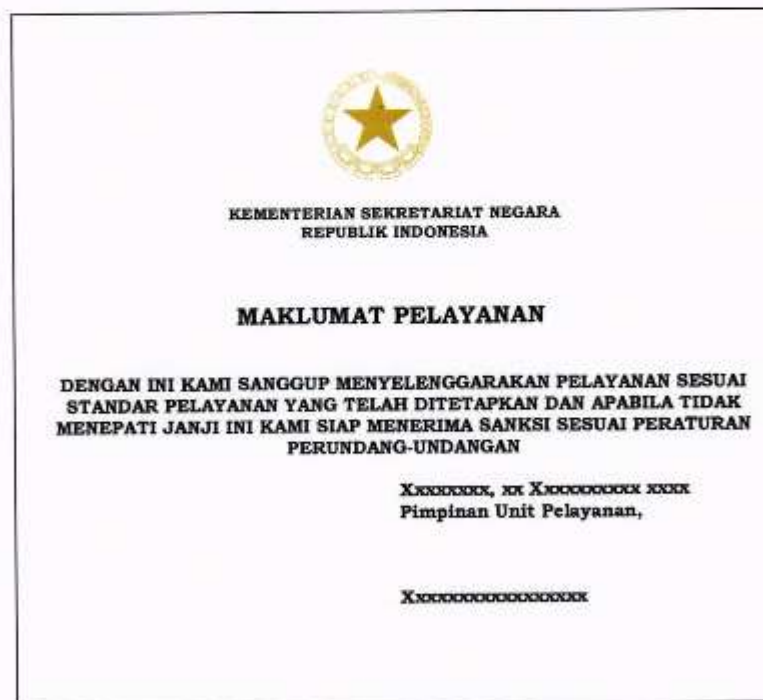 KEMENTERIAN SEKRETARIAT NEGARA
REPUBLIK INDONESIA
MAKLUMAT PELAYANAN
DENGAN INI KAMI SANGGUP MENYELENGGARAKAN PELAYANAN SESUAI
STANDAR PELAYANAN YANG TELAH DITETAPKAN DAN APABILA TIDAK
MENEPATI JANJI INI KAMI SIAP MENERIMA SANKSI SESUAI PERATURAN
PERUNDANG-UNDANGAN
Xxxxxxxx, xx Xxxxxxxxxx xxxx
Pimpinan Unit Pelayanan,
Xxxxxxxxxxxxxxxxx